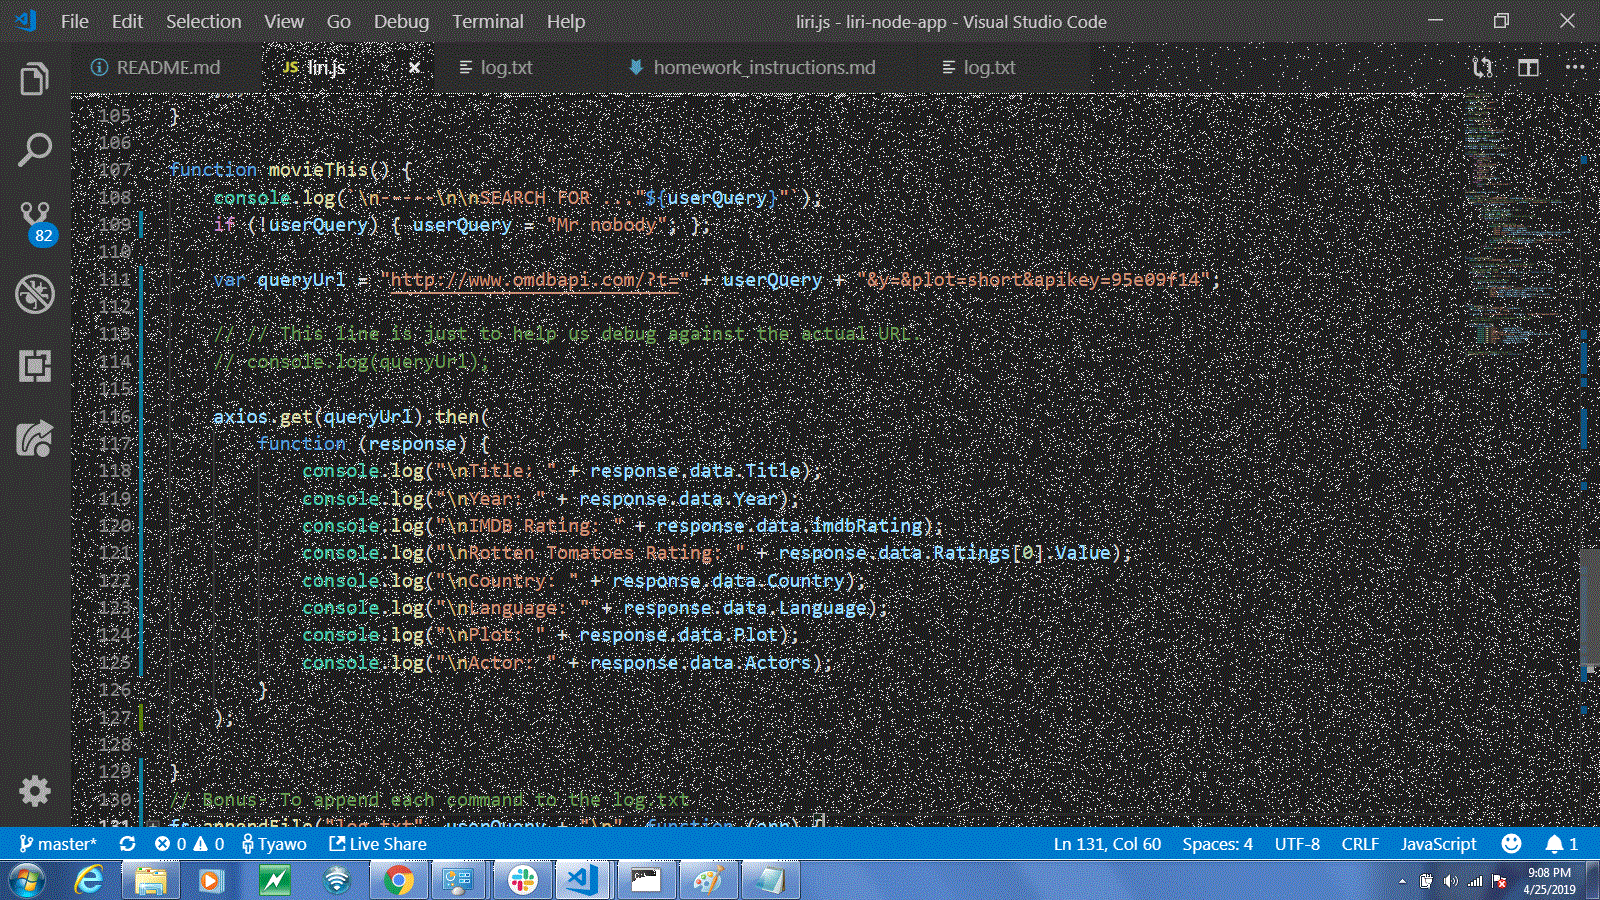 File Edit Selection View Go Debug Terminal Help liri.js - liri-node-app - Visual Studio Code
README.md JS liri.js log.txt homework_instructions.md log.txt
105 }
106
107 function movieThis() {
108 console.log( \n-----\n\nSEARCH FOR ..."${userQuery}" );
109 if (!userQuery) { userQuery = "Mr nobody"; };
110
111 var queryUrl = "http://www.omdbapi.com/?t=" + userQuery + "&y=&plot=short&apikey=95e09f14";
112
113 // // This line is just to help us debug against the actual URL.
114 // console.log(queryUrl);
115
116 axios.get(queryUrl).then(
117 function (response) {
118 console.log("\nTitle: " + response.data.Title);
119 console.log("\nYear: " + response.data.Year);
120 console.log("\nIMDB Rating: " + response.data.imdbRating);
121 console.log("\nRotten Tomatoes Rating: " + response.data.Ratings[0].Value);
122 console.log("\nCountry: " + response.data.Country);
123 console.log("\nLanguage: " + response.data.Language);
124 console.log("\nPlot: " + response.data.Plot);
125 console.log("\nActor: " + response.data.Actors);
126 }
127 );
128
129 }
130 // Bonus- To append each command to the log.txt
131 fs.appendFile("log.txt", userQuery + "\n", function (err) {
master* 0 0 Tyawo Live Share Ln 131, Col 60 Spaces: 4 UTF-8 CRLF JavaScript 1
82
9:08 PM
4/25/2019